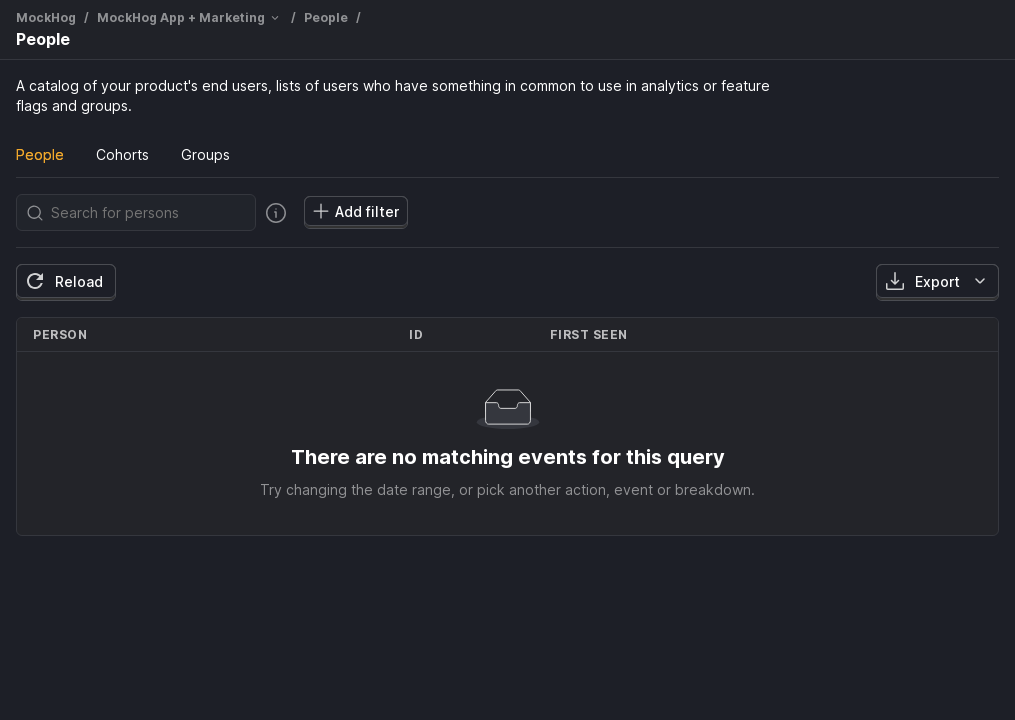 MockHog / MockHog App + Marketing / People /
People
A catalog of your product's end users, lists of users who have something in common to use in analytics or feature
flags and groups.
People Cohorts Groups
Search for persons Add filter
Reload Export
PERSON ID FIRST SEEN
There are no matching events for this query
Try changing the date range, or pick another action, event or breakdown.